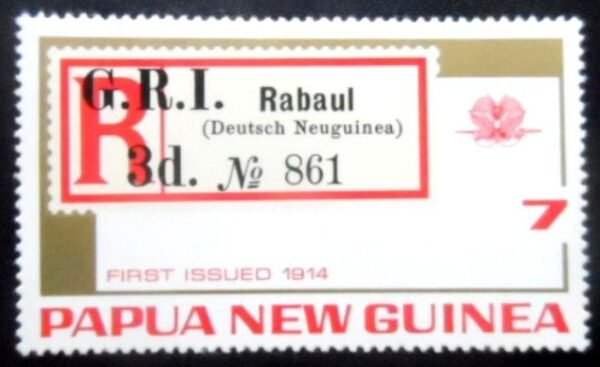 G.R.I. Rabaul
(Deutsch Neuguinea)
R
3d. № 861
7
FIRST ISSUED 1914
PAPUA NEW GUINEA